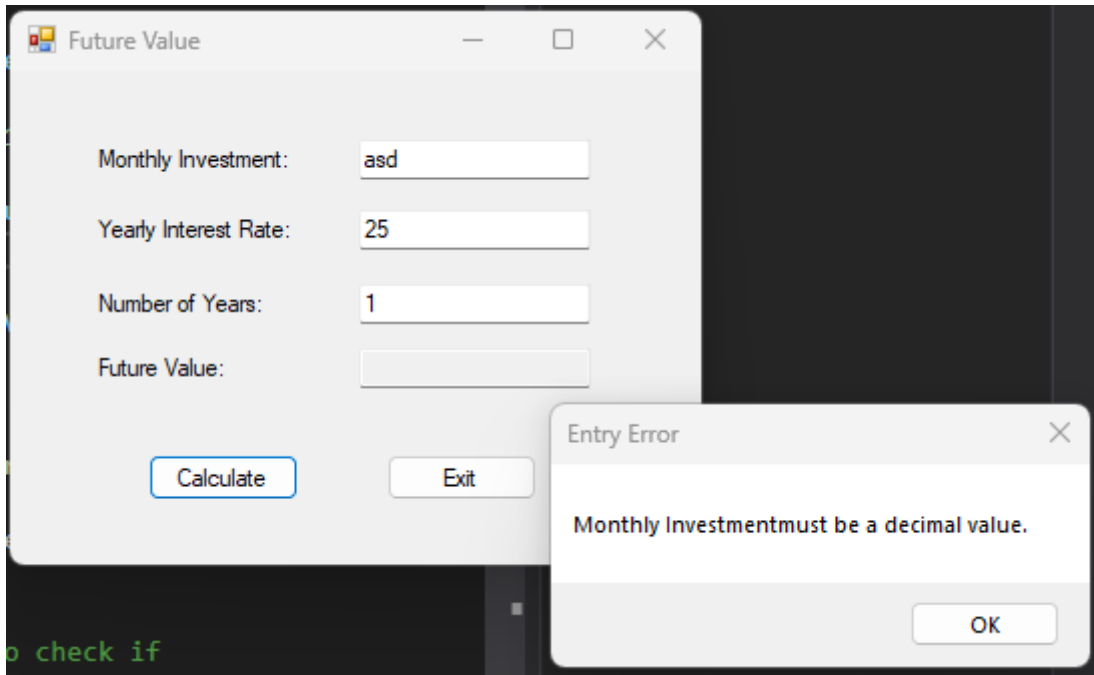 Future Value
Monthly Investment: asd
Yearly Interest Rate: 25
Number of Years: 1
Future Value:
Calculate Exit
Entry Error
Monthly Investmentmust be a decimal value.
OK
o check if